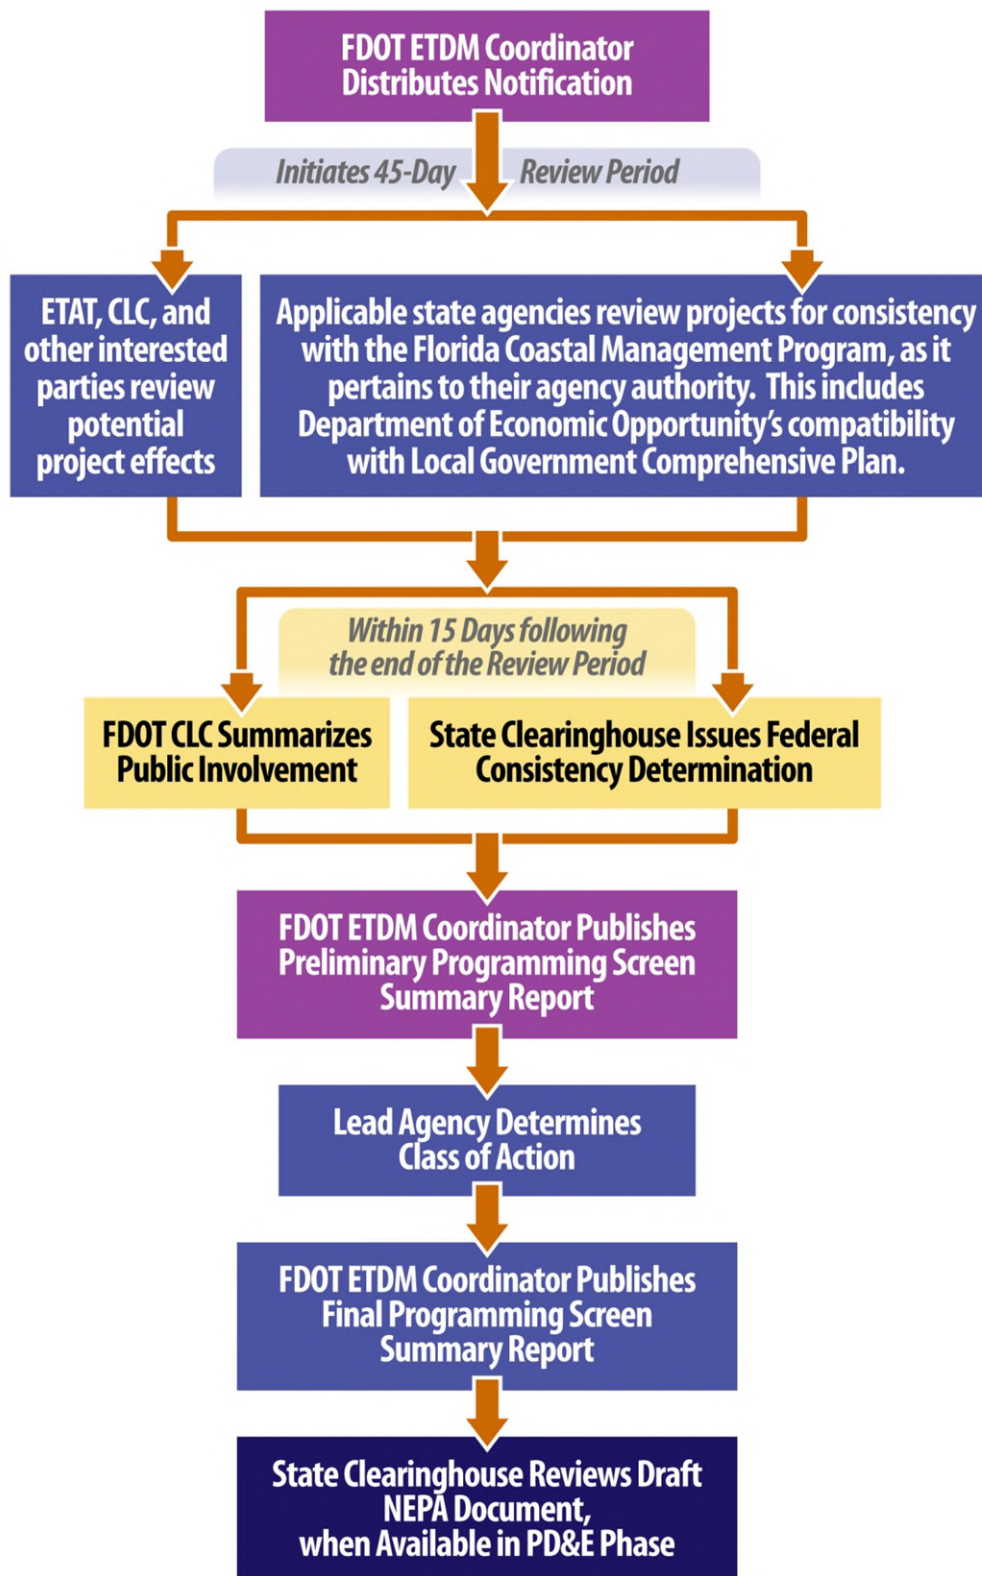 FDOT ETDM Coordinator
Distributes Notification
Initiates 45-Day Review Period
ETAT, CLC, and
other interested
parties review
potential
project effects
Applicable state agencies review projects for consistency
with the Florida Coastal Management Program, as it
pertains to their agency authority. This includes
Department of Economic Opportunity's compatibility
with Local Government Comprehensive Plan.
Within 15 Days following
the end of the Review Period
FDOT CLC Summarizes
Public Involvement
State Clearinghouse Issues Federal
Consistency Determination
FDOT ETDM Coordinator Publishes
Preliminary Programming Screen
Summary Report
Lead Agency Determines
Class of Action
FDOT ETDM Coordinator Publishes
Final Programming Screen
Summary Report
State Clearinghouse Reviews Draft
NEPA Document,
when Available in PD&E Phase